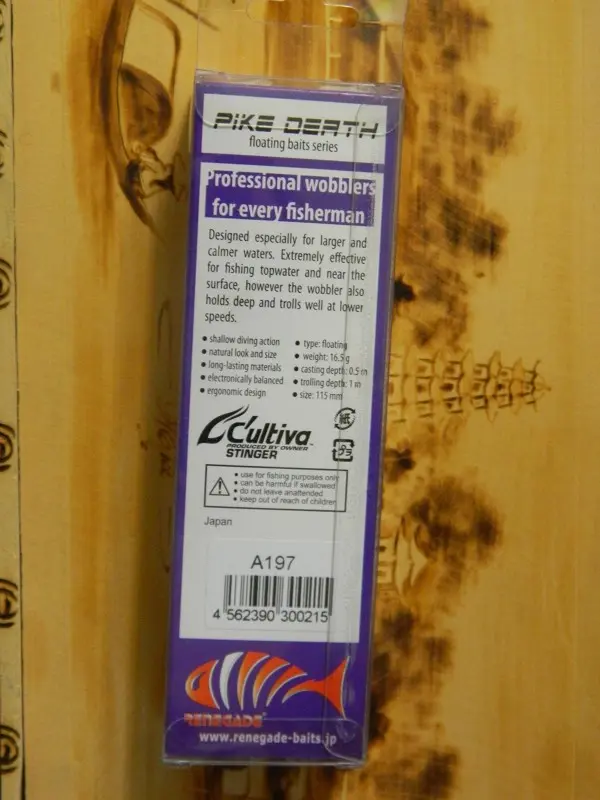 PIKE DEATH
floating baits series
Professional wobblers
for every fisherman
Designed especially for larger and
calmer waters. Extremely effective
for fishing topwater and near the
surface, however the wobbler also
holds deep and trolls well at lower
speeds.
• shallow diving action
• natural look and size
• long-lasting materials
• electronically balanced
• ergonomic design
• type: floating
• weight: 16.5 g
• casting depth: 0.5 m
• trolling depth: 1 m
• size: 115 mm
C'ultiva™
PRODUCED BY OWNER
STINGER
紙
プラ
• use for fishing purposes only
• can be harmful if swallowed
• do not leave anattended
• keep out of reach of children
Japan
A197
4 562390 300215
RENEGADE®
www.renegade-baits.jp